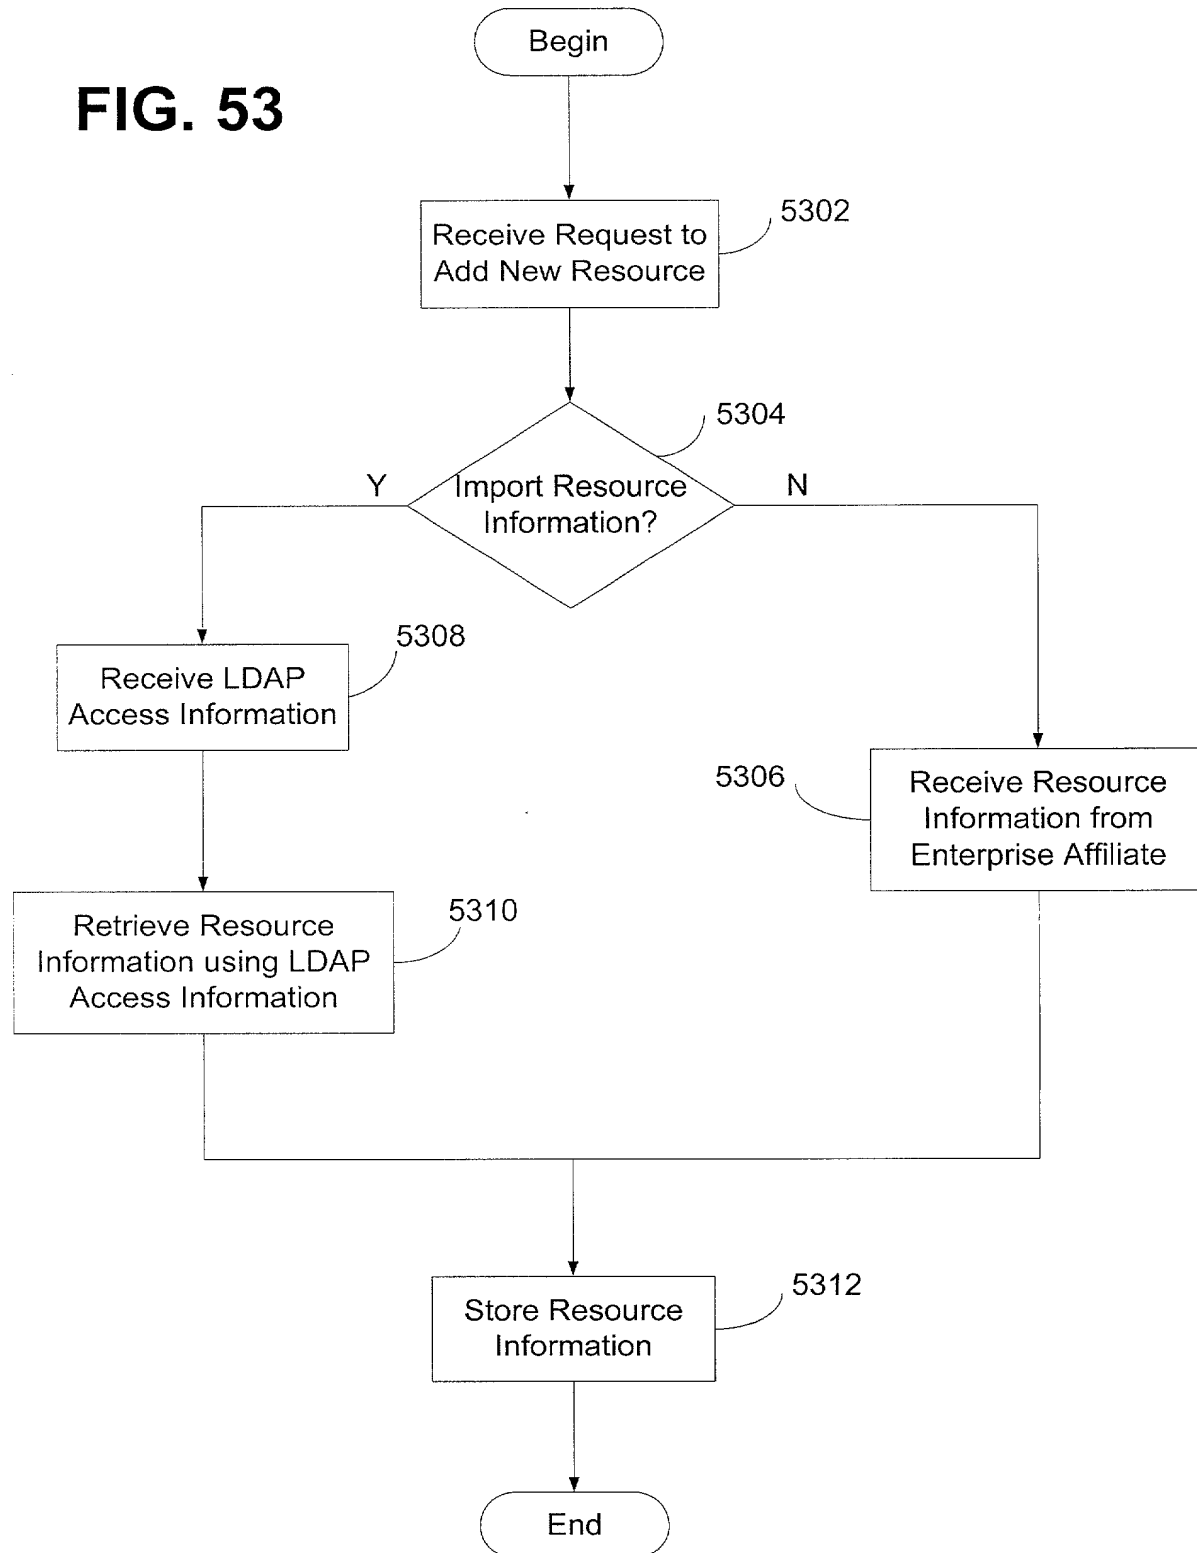 Begin
FIG. 53
5302
Receive Request to
Add New Resource
5304
Y
Import Resource
Information?
N
5308
Receive LDAP
Access Information
5306
Receive Resource
Information from
Enterprise Affiliate
5310
Retrieve Resource
Information using LDAP
Access Information
5312
Store Resource
Information
End